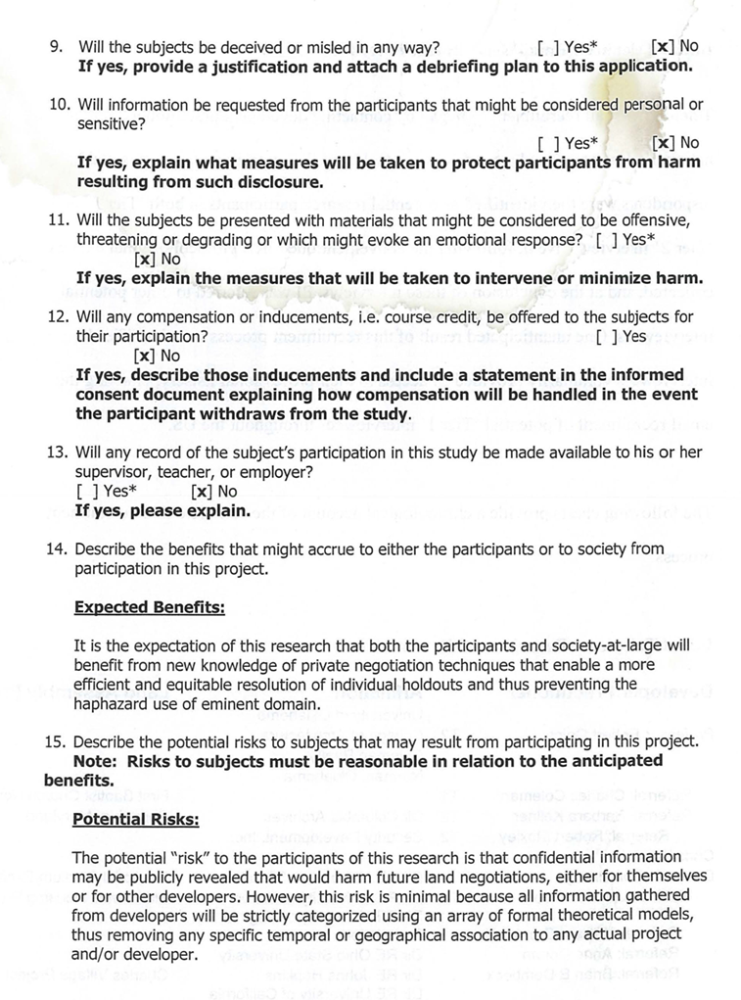 9. Will the subjects be deceived or misled in any way? [ ] Yes* [x] No
If yes, provide a justification and attach a debriefing plan to this application.
10. Will information be requested from the participants that might be considered personal or
sensitive?
[ ] Yes* [x] No
If yes, explain what measures will be taken to protect participants from harm
resulting from such disclosure.
11. Will the subjects be presented with materials that might be considered to be offensive,
threatening or degrading or which might evoke an emotional response? [ ] Yes*
[x] No
If yes, explain the measures that will be taken to intervene or minimize harm.
12. Will any compensation or inducements, i.e. course credit, be offered to the subjects for
their participation? [ ] Yes
[x] No
If yes, describe those inducements and include a statement in the informed
consent document explaining how compensation will be handled in the event
the participant withdraws from the study.
13. Will any record of the subject's participation in this study be made available to his or her
supervisor, teacher, or employer?
[ ] Yes* [x] No
If yes, please explain.
14. Describe the benefits that might accrue to either the participants or to society from
participation in this project.
Expected Benefits:
It is the expectation of this research that both the participants and society-at-large will
benefit from new knowledge of private negotiation techniques that enable a more
efficient and equitable resolution of individual holdouts and thus preventing the
haphazard use of eminent domain.
15. Describe the potential risks to subjects that may result from participating in this project.
Note: Risks to subjects must be reasonable in relation to the anticipated
benefits.
Potential Risks:
The potential "risk" to the participants of this research is that confidential information
may be publicly revealed that would harm future land negotiations, either for themselves
or for other developers. However, this risk is minimal because all information gathered
from developers will be strictly categorized using an array of formal theoretical models,
thus removing any specific temporal or geographical association to any actual project
and/or developer.